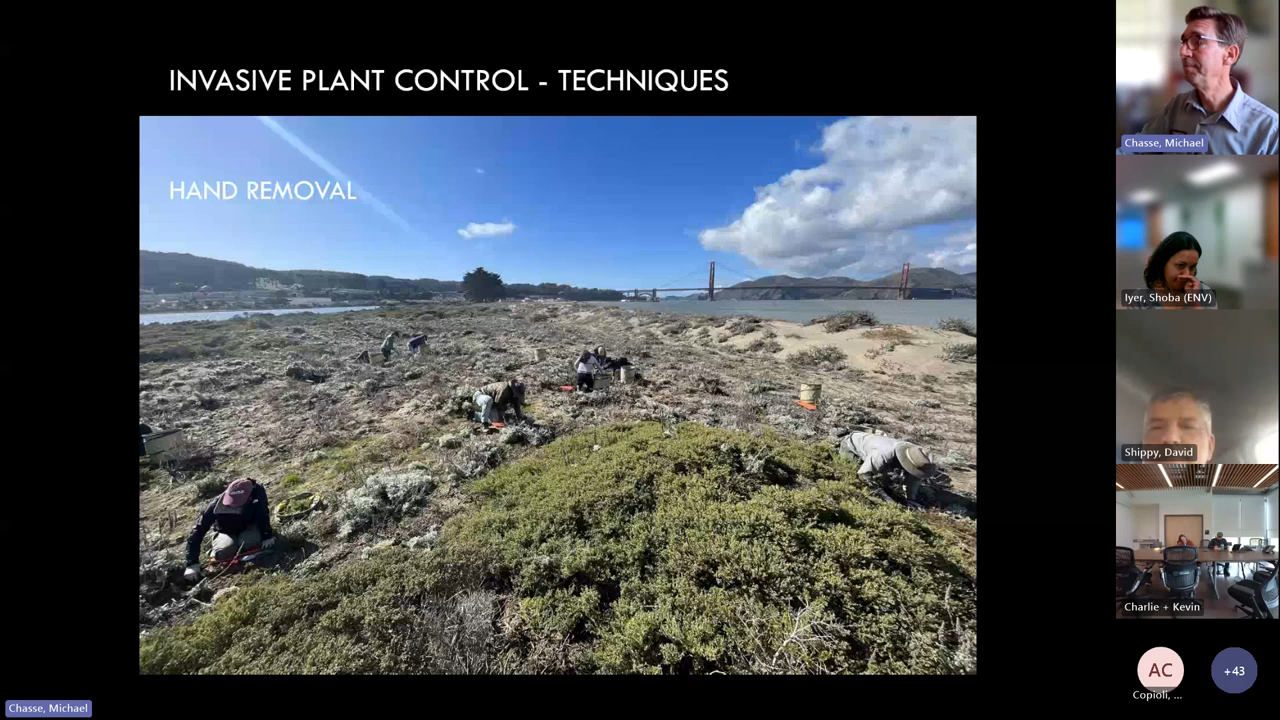 INVASIVE PLANT CONTROL - TECHNIQUES
HAND REMOVAL
Chasse, Michael
Iyer, Shoba (ENV)
Shippy, David
Charlie + Kevin
AC
Copioli, ...
+43
Chasse, Michael